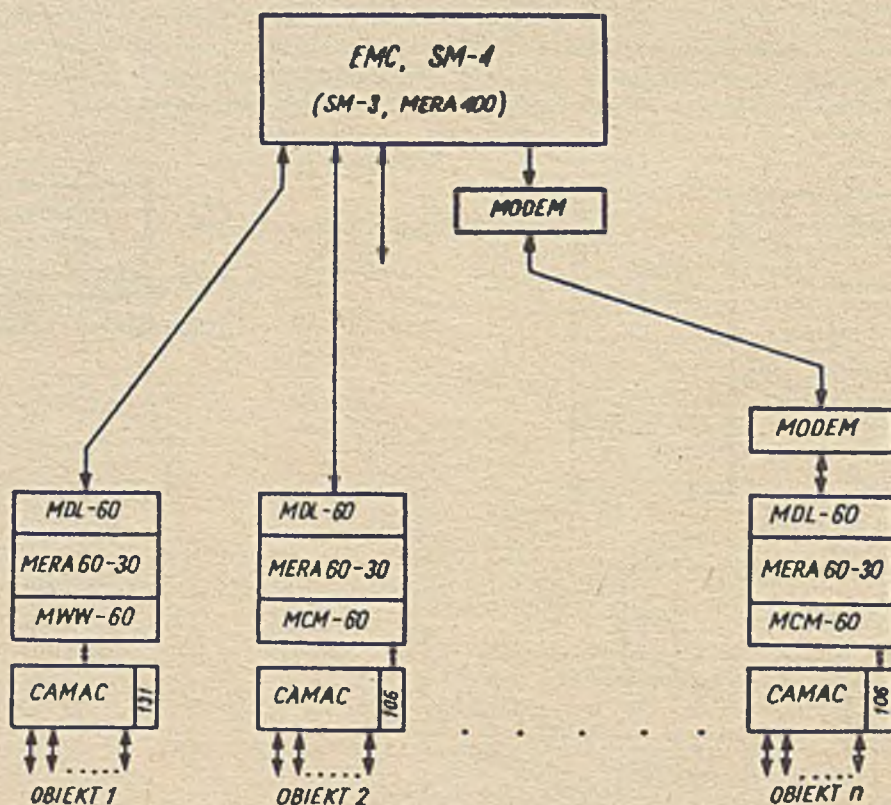 EMC, SM-4
(SM-3, MERA 400)
MODEM
MODEM
MDL-60
MERA 60-30
MWW-60
CAMAC
131
OBIEKT 1
MDL-60
MERA 60-30
MCM-60
CAMAC
106
OBIEKT 2
MDL-60
MERA 60-30
MCM-60
CAMAC
106
OBIEKT n